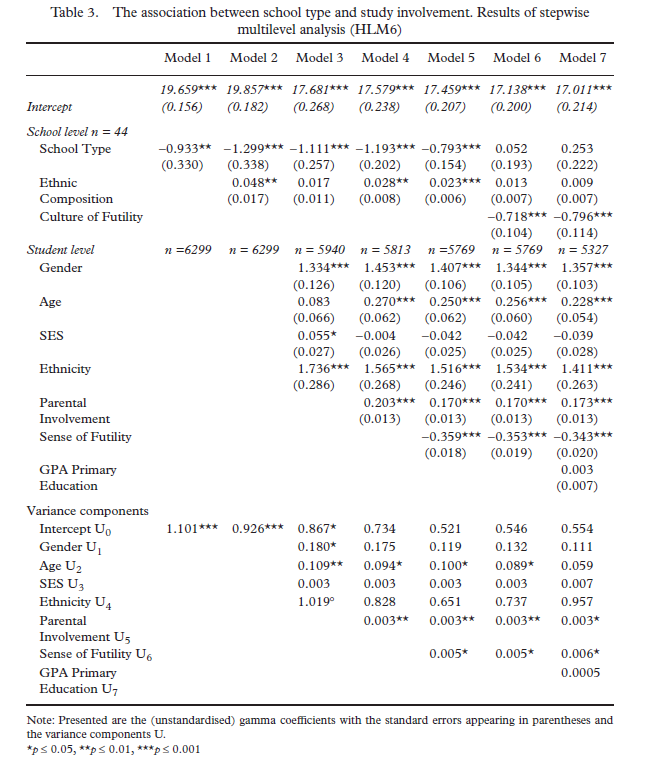 Table 3. The association between school type and study involvement. Results of stepwise
multilevel analysis (HLM6)
Model 1 Model 2 Model 3 Model 4 Model 5 Model 6 Model 7
19.659*** 19.857*** 17.681*** 17.579*** 17.459*** 17.138*** 17.011***
Intercept (0.156) (0.182) (0.268) (0.238) (0.207) (0.200) (0.214)
School level n = 44
School Type −0.933** −1.299*** −1.111*** −1.193*** −0.793*** 0.052 0.253
(0.330) (0.338) (0.257) (0.202) (0.154) (0.193) (0.222)
Ethnic 0.048** 0.017 0.028** 0.023*** 0.013 0.009
Composition (0.017) (0.011) (0.008) (0.006) (0.007) (0.007)
Culture of Futility −0.718*** −0.796***
(0.104) (0.114)
Student level n =6299 n = 6299 n = 5940 n = 5813 n =5769 n = 5769 n = 5327
Gender 1.334*** 1.453*** 1.407*** 1.344*** 1.357***
(0.126) (0.120) (0.106) (0.105) (0.103)
Age 0.083 0.270*** 0.250*** 0.256*** 0.228***
(0.066) (0.062) (0.062) (0.060) (0.054)
SES 0.055* −0.004 −0.042 −0.042 −0.039
(0.027) (0.026) (0.025) (0.025) (0.028)
Ethnicity 1.736*** 1.565*** 1.516*** 1.534*** 1.411***
(0.286) (0.268) (0.246) (0.241) (0.263)
Parental 0.203*** 0.170*** 0.170*** 0.173***
Involvement (0.013) (0.013) (0.013) (0.013)
Sense of Futility −0.359*** −0.353*** −0.343***
(0.018) (0.019) (0.020)
GPA Primary 0.003
Education (0.007)
Variance components
Intercept U0 1.101*** 0.926*** 0.867* 0.734 0.521 0.546 0.554
Gender U1 0.180* 0.175 0.119 0.132 0.111
Age U2 0.109** 0.094* 0.100* 0.089* 0.059
SES U3 0.003 0.003 0.003 0.003 0.007
Ethnicity U4 1.019° 0.828 0.651 0.737 0.957
Parental 0.003** 0.003** 0.003** 0.003*
Involvement U5
Sense of Futility U6 0.005* 0.005* 0.006*
GPA Primary 0.0005
Education U7
Note: Presented are the (unstandardised) gamma coefficients with the standard errors appearing in parentheses and
the variance components U.
*p ≤ 0.05, **p ≤ 0.01, ***p ≤ 0.001